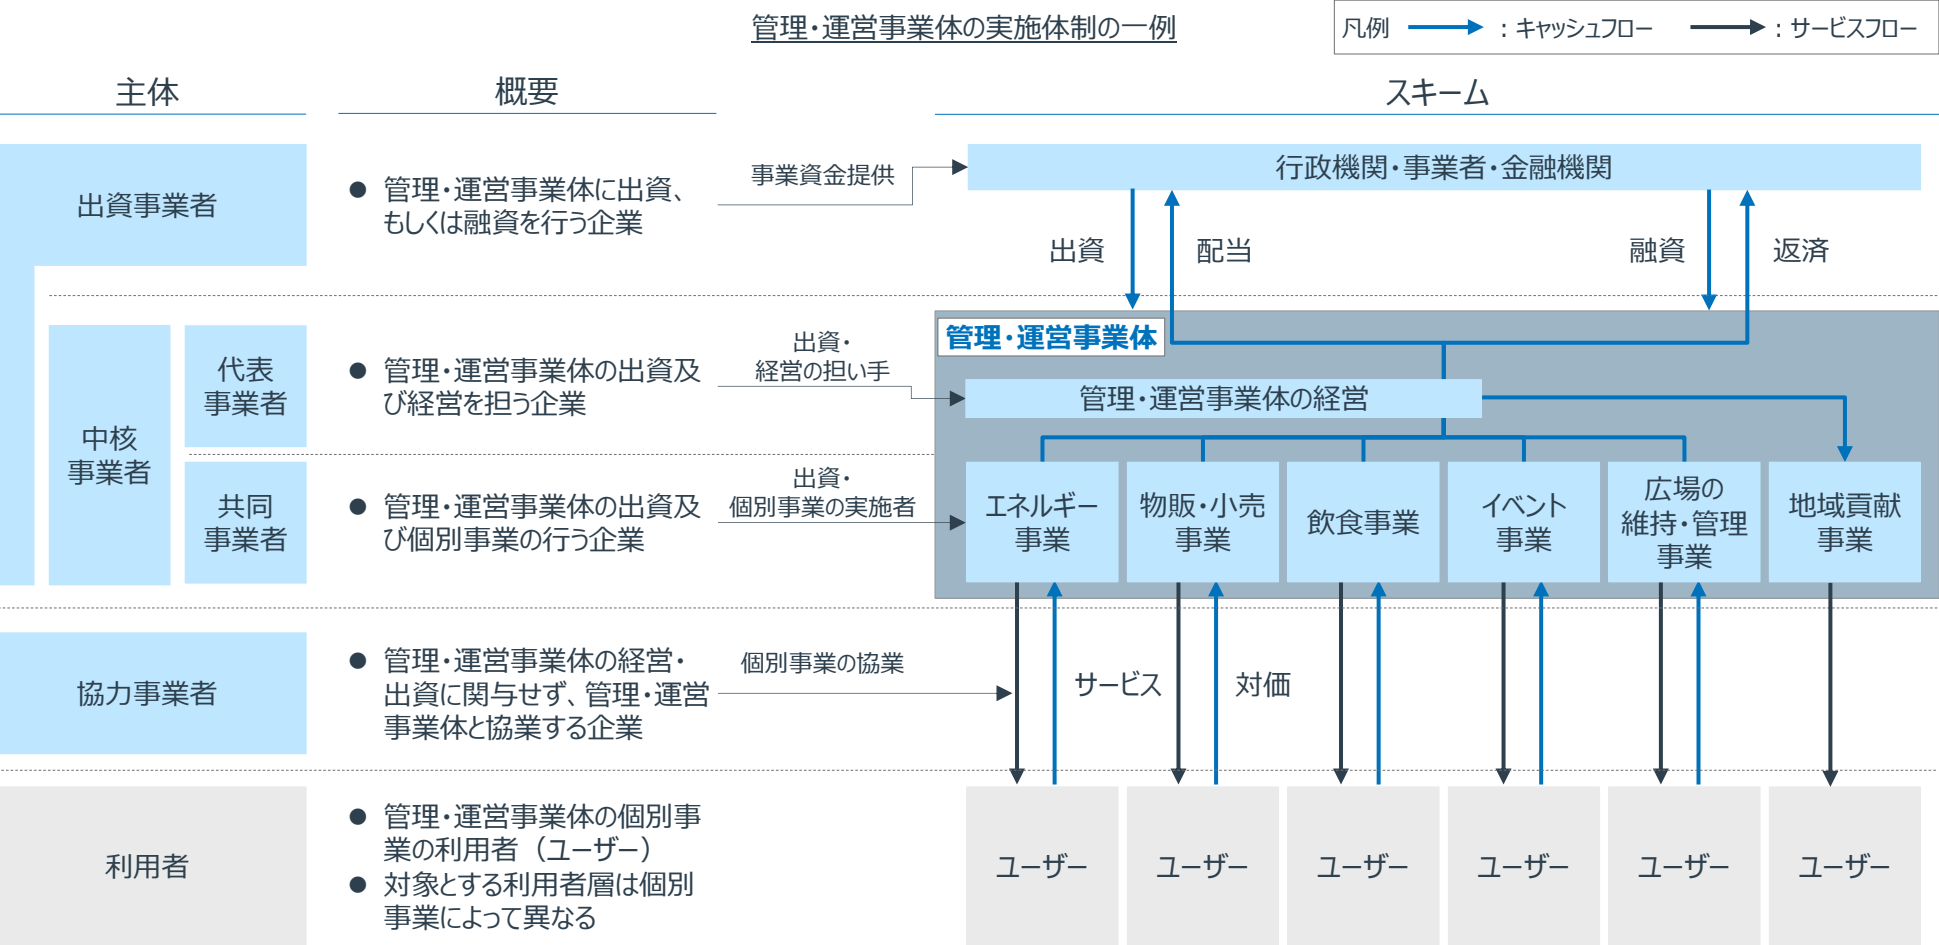 管理・運営事業体の実施体制の一例
凡例
：キャッシュフロー
：サービスフロー
主体
概要
スキーム
出資事業者
● 管理・運営事業体に出資、
もしくは融資を行う企業
事業資金提供
行政機関・事業者・金融機関
出資
配当
融資
返済
中核
事業者
代表
事業者
● 管理・運営事業体の出資及
び経営を担う企業
出資・
経営の担い手
管理・運営事業体
管理・運営事業体の経営
共同
事業者
● 管理・運営事業体の出資及
び個別事業の行う企業
出資・
個別事業の実施者
エネルギー
事業
物販・小売
事業
飲食事業
イベント
事業
広場の
維持・管理
事業
地域貢献
事業
協力事業者
● 管理・運営事業体の経営・
出資に関与せず、管理・運営
事業体と協業する企業
個別事業の協業
サービス
対価
利用者
● 管理・運営事業体の個別事
業の利用者（ユーザー）
● 対象とする利用者層は個別
事業によって異なる
ユーザー
ユーザー
ユーザー
ユーザー
ユーザー
ユーザー